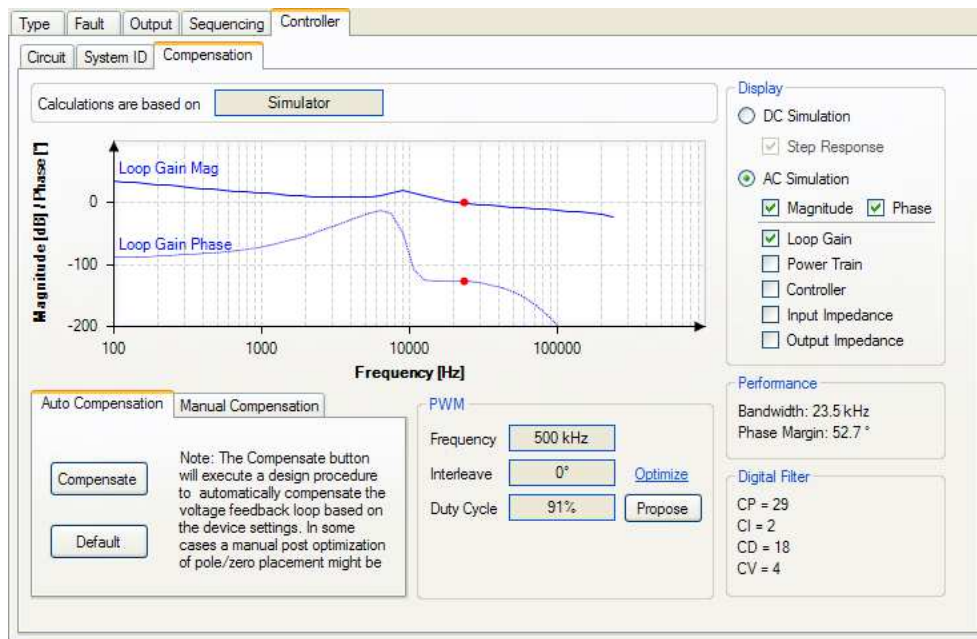 Type Fault Output Sequencing Controller
Circuit System ID Compensation
Calculations are based on Simulator
Magnitude [dB] / Phase [°]
Loop Gain Mag
Loop Gain Phase
0
-100
-200
100 1000 10000 100000
Frequency [Hz]
Display
DC Simulation
Step Response
AC Simulation
Magnitude Phase
Loop Gain
Power Train
Controller
Input Impedance
Output Impedance
Auto Compensation Manual Compensation
Compensate
Default
Note: The Compensate button
will execute a design procedure
to automatically compensate the
voltage feedback loop based on
the device settings. In some
cases a manual post optimization
of pole/zero placement might be
PWM
Frequency 500 kHz
Interleave 0° Optimize
Duty Cycle 91% Propose
Performance
Bandwidth: 23.5 kHz
Phase Margin: 52.7 °
Digital Filter
CP = 29
CI = 2
CD = 18
CV = 4